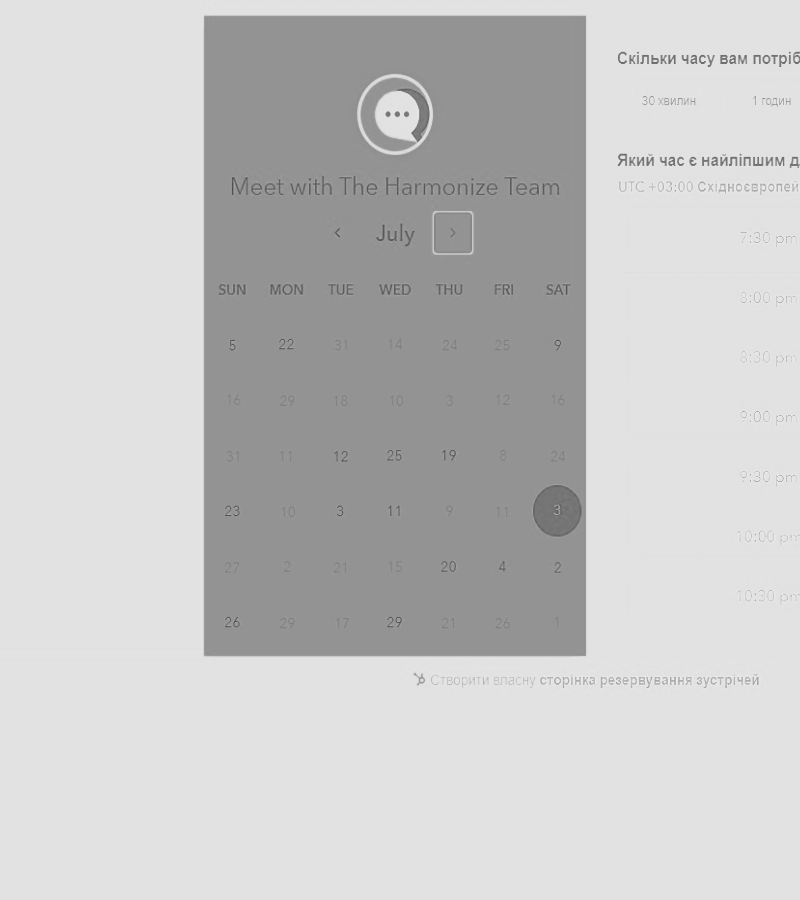 Meet with The Harmonize Team
July
SUN MON TUE WED THU FRI SAT
5 22 31 14 24 25 9
16 29 18 10 3 12 16
31 11 12 25 19 8 24
23 10 3 11 9 11 3
27 2 21 15 20 4 2
26 29 17 29 21 26 1
Скільки часу вам потріб
30 хвилин 1 годин
Який час є найліпшим д
UTC +03:00 Східноєвропей
7:30 pm
8:00 pm
8:30 pm
9:00 pm
9:30 pm
10:00 pm
10:30 pm
Створити власну сторінка резервування зустрічей